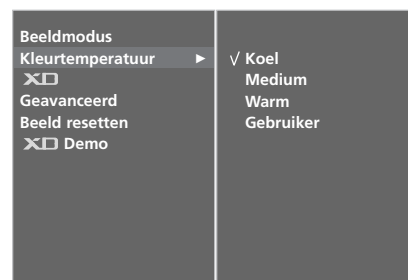 Beeldmodus
Kleurtemperatuur ►
XD
Geavanceerd
Beeld resetten
XD Demo
√ Koel
Medium
Warm
Gebruiker